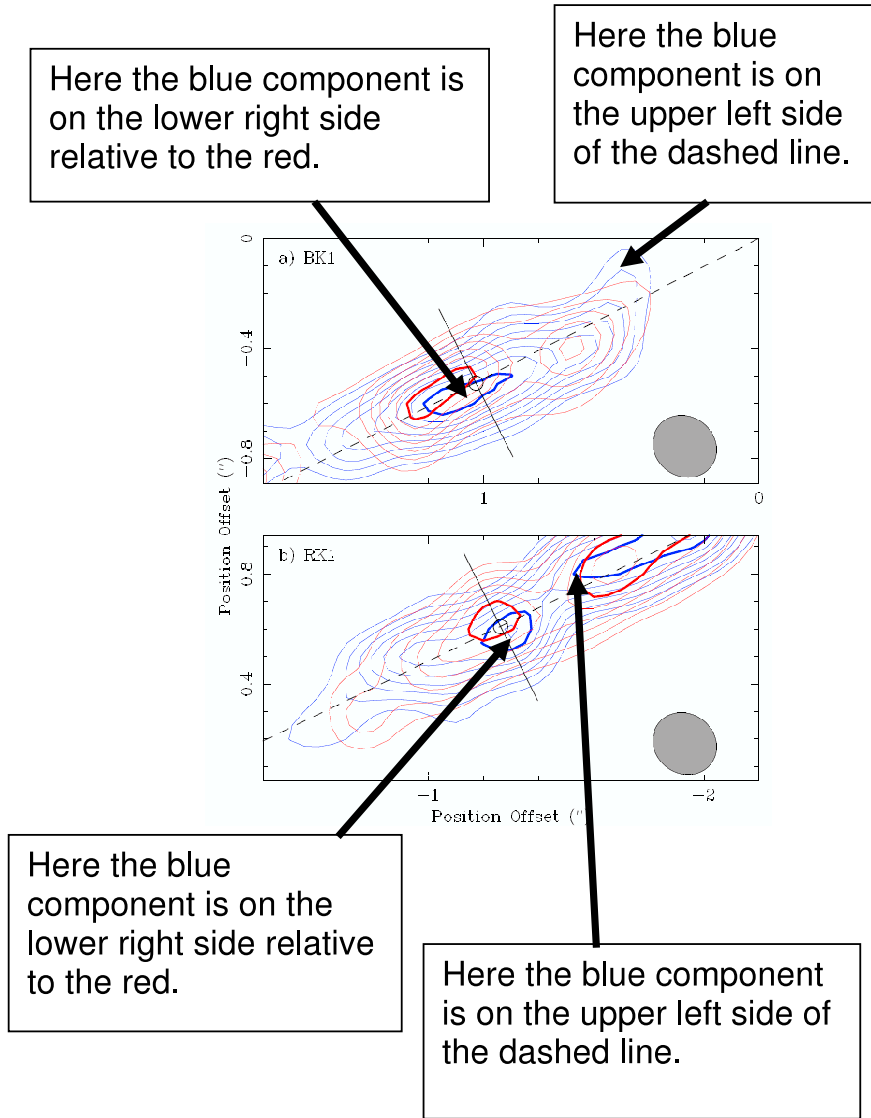 Here the blue component is
on the lower right side
relative to the red.
Here the blue
component is on
the upper left side
of the dashed line.
0
a) BK1
−0.4
−0.8
1
0
Position Offset (″)
b) RK1
0.8
0.4
−1
−2
Position Offset (″)
Here the blue
component is on the
lower right side relative
to the red.
Here the blue component
is on the upper left side of
the dashed line.